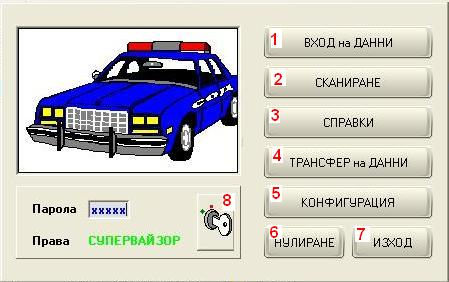 1 ВХОД на ДАННИ
2 СКАНИРАНЕ
3 СПРАВКИ
4 ТРАНСФЕР на ДАННИ
5 КОНФИГУРАЦИЯ
6 НУЛИРАНЕ 7 ИЗХОД
СОД
Парола xxxxx 8
Права СУПЕРВАЙЗОР